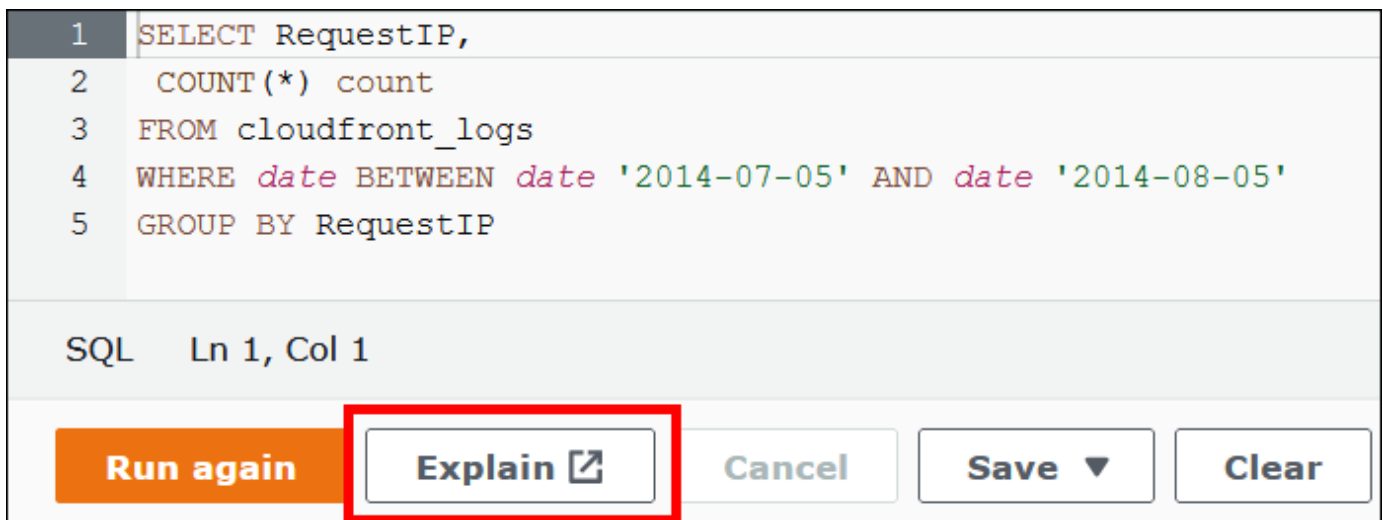 1 SELECT RequestIP,
2 COUNT(*) count
3 FROM cloudfront_logs
4 WHERE date BETWEEN date '2014-07-05' AND date '2014-08-05'
5 GROUP BY RequestIP
SQL Ln 1, Col 1
Run again Explain Cancel Save Clear